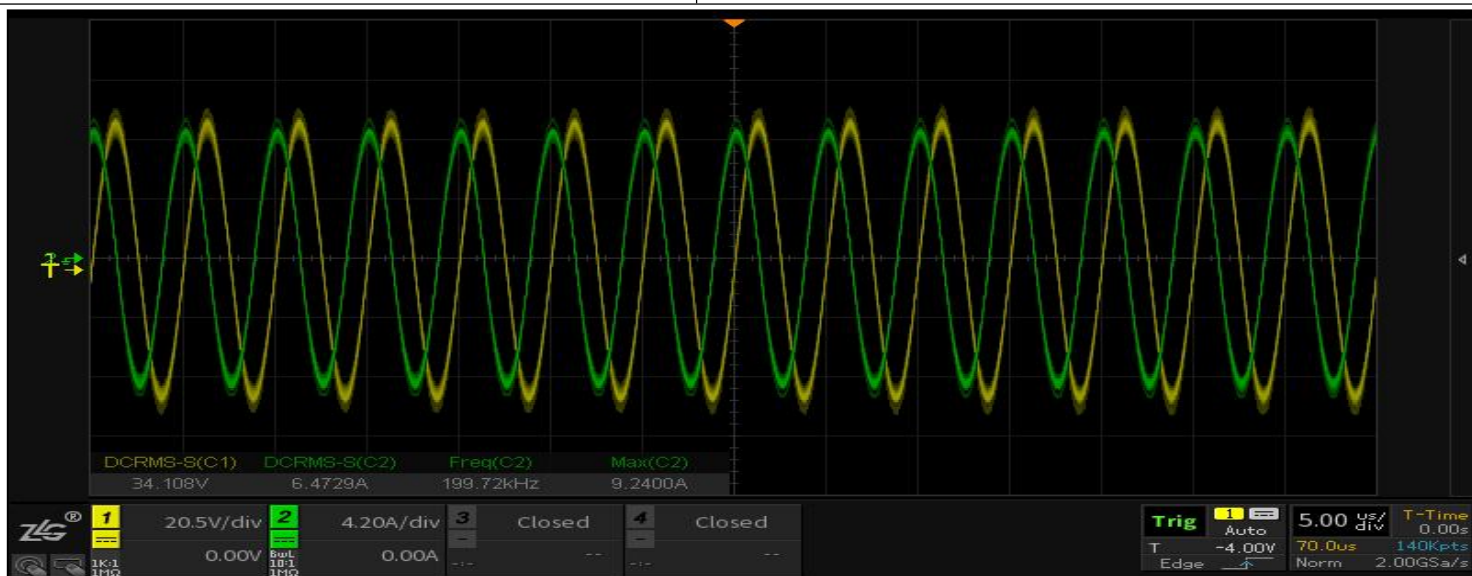 DCRMS-S(C1) DCRMS-S(C2) Freq(C2) Max(C2)
34.108V 6.4729A 199.72kHz 9.2400A
ZLG®
1 20.5V/div 2 4.20A/div 3 Closed 4 Closed
1K:1 1MΩ 0.00V BwL 10:1 1MΩ 0.00A -:- -- -:- --
Trig 1 Auto 5.00 us/div T-Time 0.00s
T -4.00V 70.0us 140Kpts
Edge Norm 2.00GSa/s